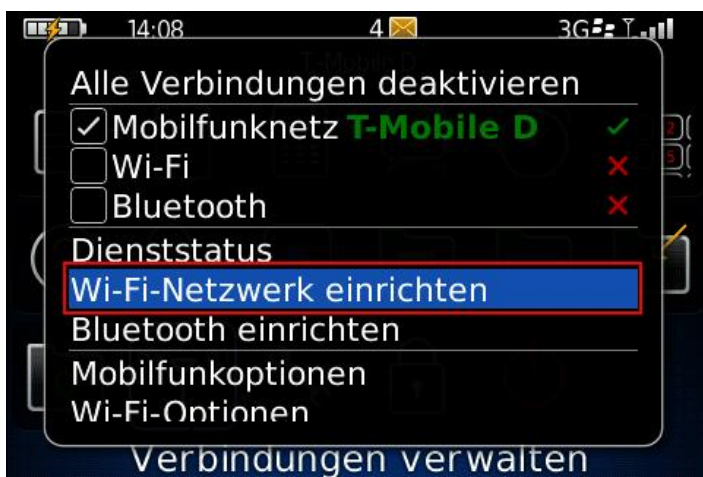 14:08 4 3G
T-Mobile D
Alle Verbindungen deaktivieren
Mobilfunknetz T-Mobile D
Wi-Fi
Bluetooth
Dienststatus
Wi-Fi-Netzwerk einrichten
Bluetooth einrichten
Mobilfunkoptionen
Wi-Fi-Optionen
Verbindungen verwalten